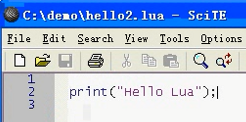 C:\demo\hello2.lua - SciTE
File Edit Search View Tools Options
1
2 print("Hello Lua");
3